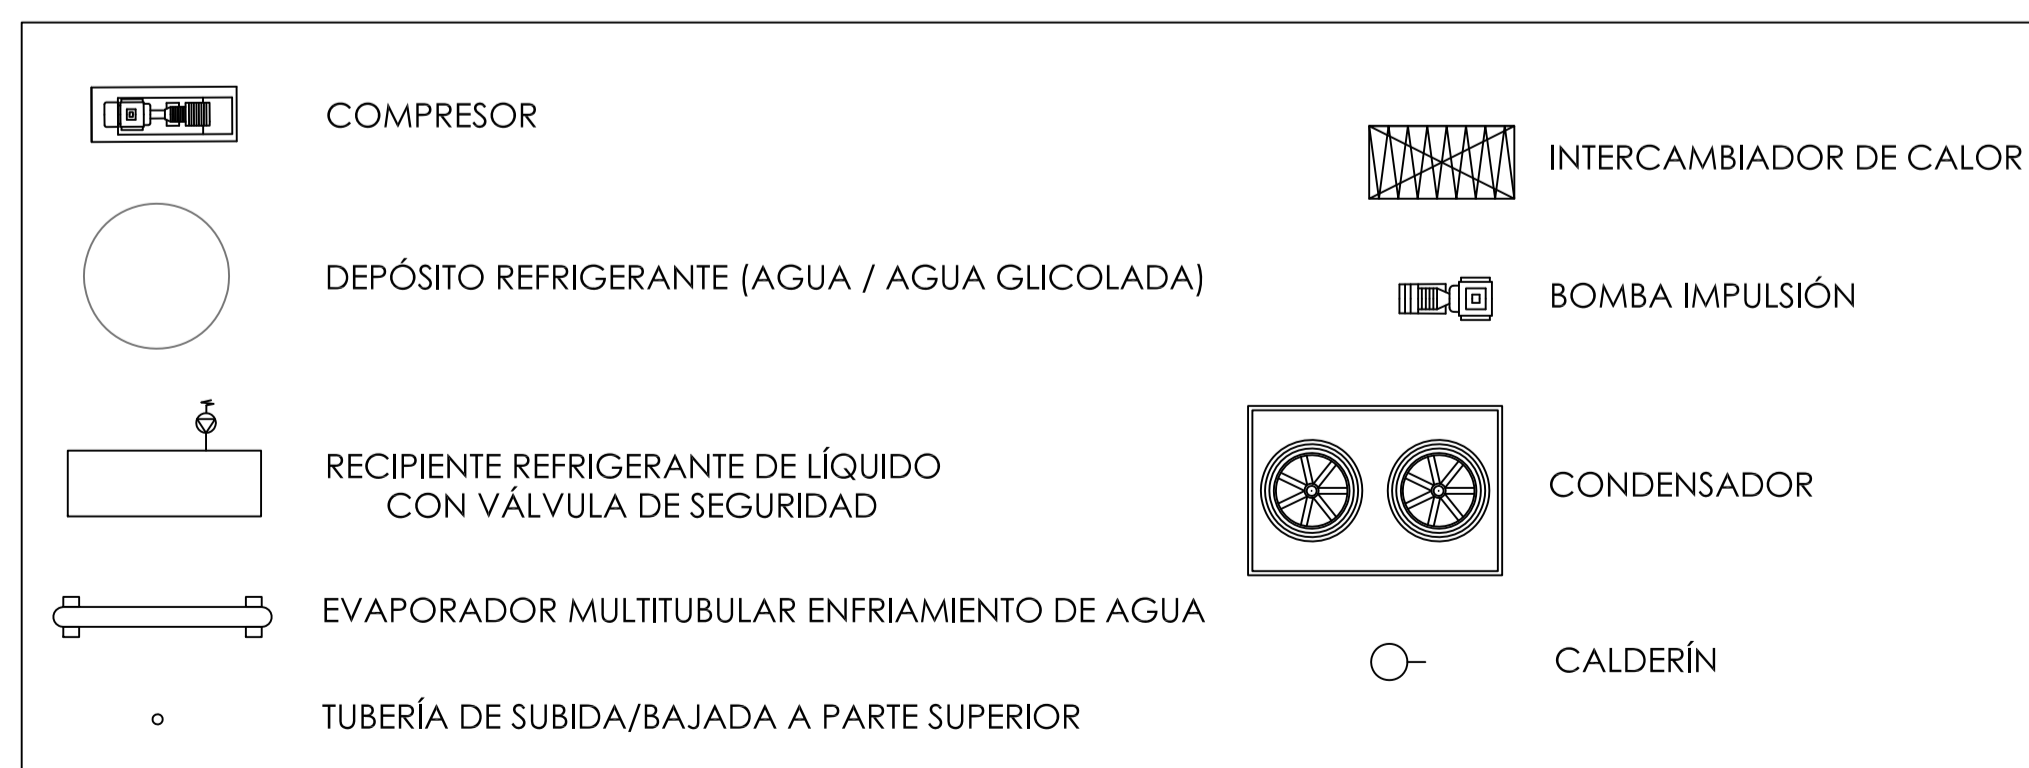 COMPRESOR
DEPÓSITO REFRIGERANTE (AGUA / AGUA GLICOLADA)
RECIPIENTE REFRIGERANTE DE LÍQUIDO
CON VÁLVULA DE SEGURIDAD
EVAPORADOR MULTITUBULAR ENFRIAMIENTO DE AGUA
TUBERÍA DE SUBIDA/BAJADA A PARTE SUPERIOR
INTERCAMBIADOR DE CALOR
BOMBA IMPULSIÓN
CONDENSADOR
CALDERÍN